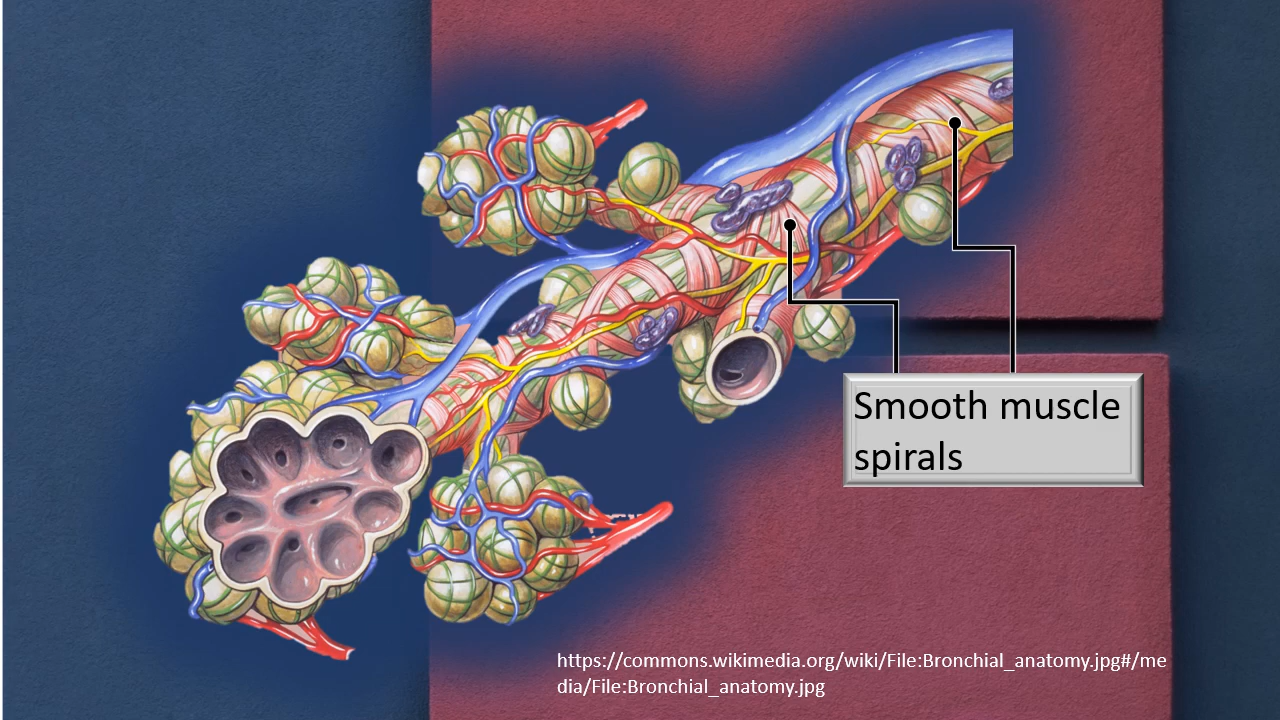 Smooth muscle
spirals
https://commons.wikimedia.org/wiki/File:Bronchial_anatomy.jpg#/me
dia/File:Bronchial_anatomy.jpg